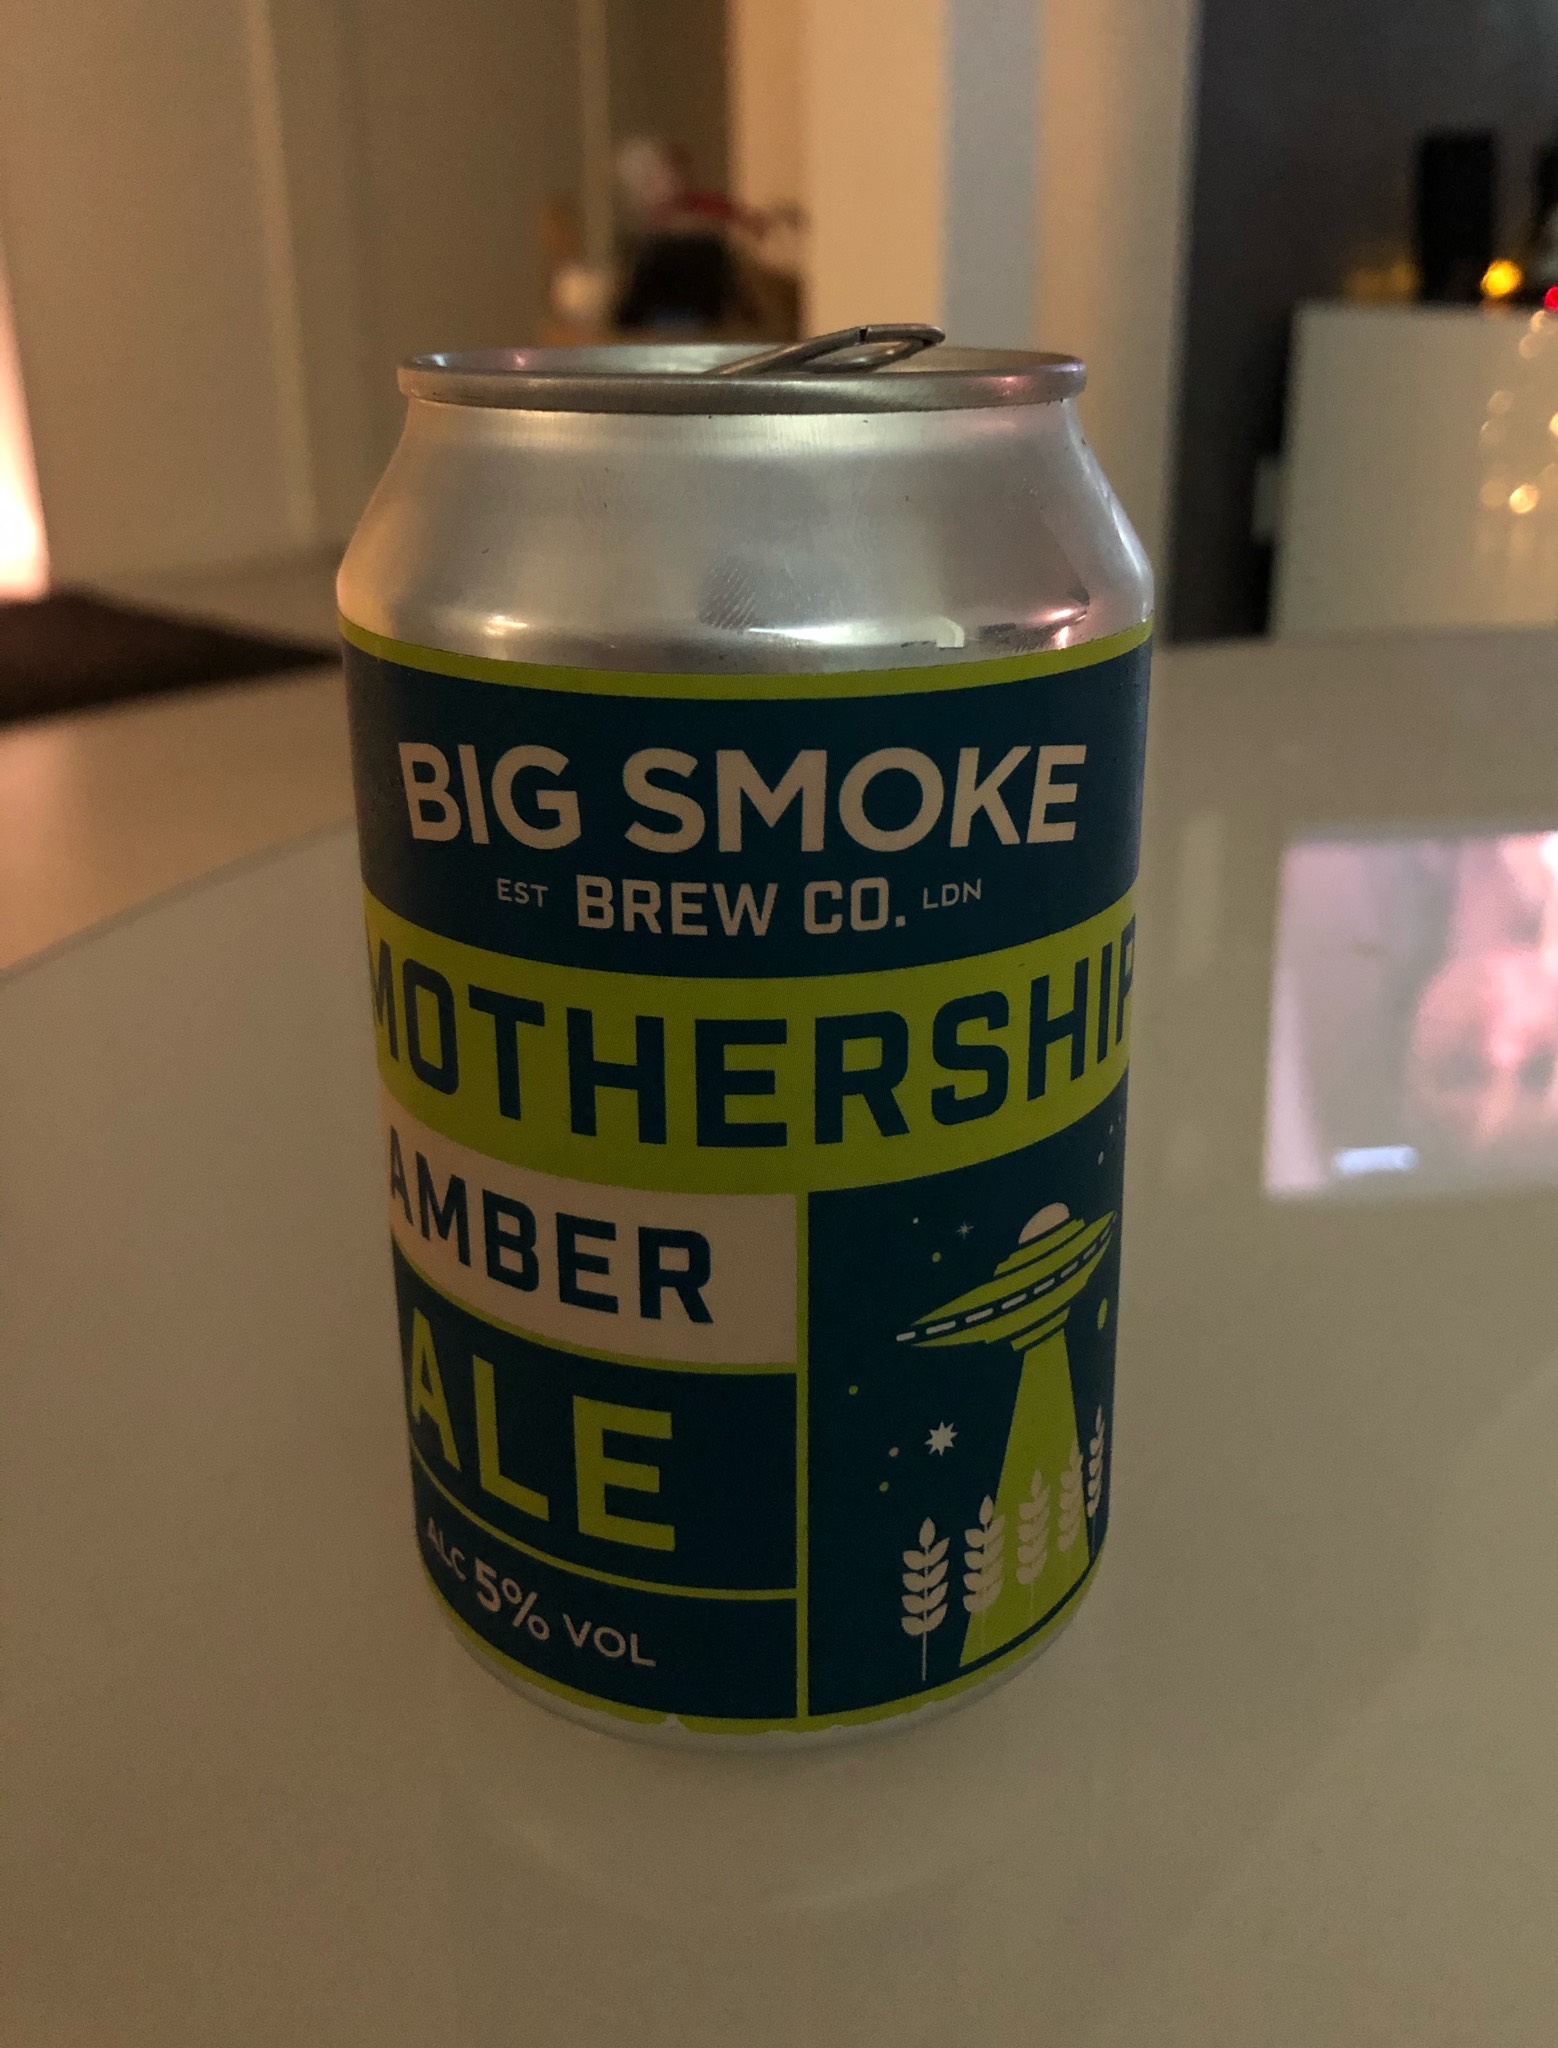 BIG SMOKE
EST BREW CO. LDN
MOTHERSHIP
AMBER
ALE
ALC 5% VOL